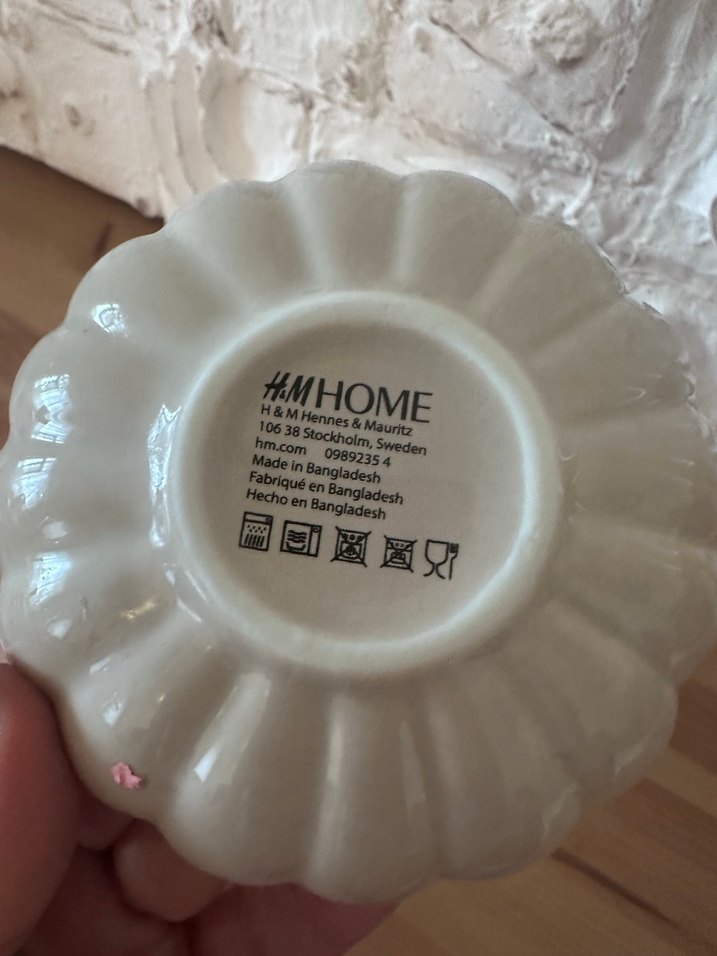 H&M HOME
H & M Hennes & Mauritz
106 38 Stockholm, Sweden
hm.com 0989235 4
Made in Bangladesh
Fabriqué en Bangladesh
Hecho en Bangladesh